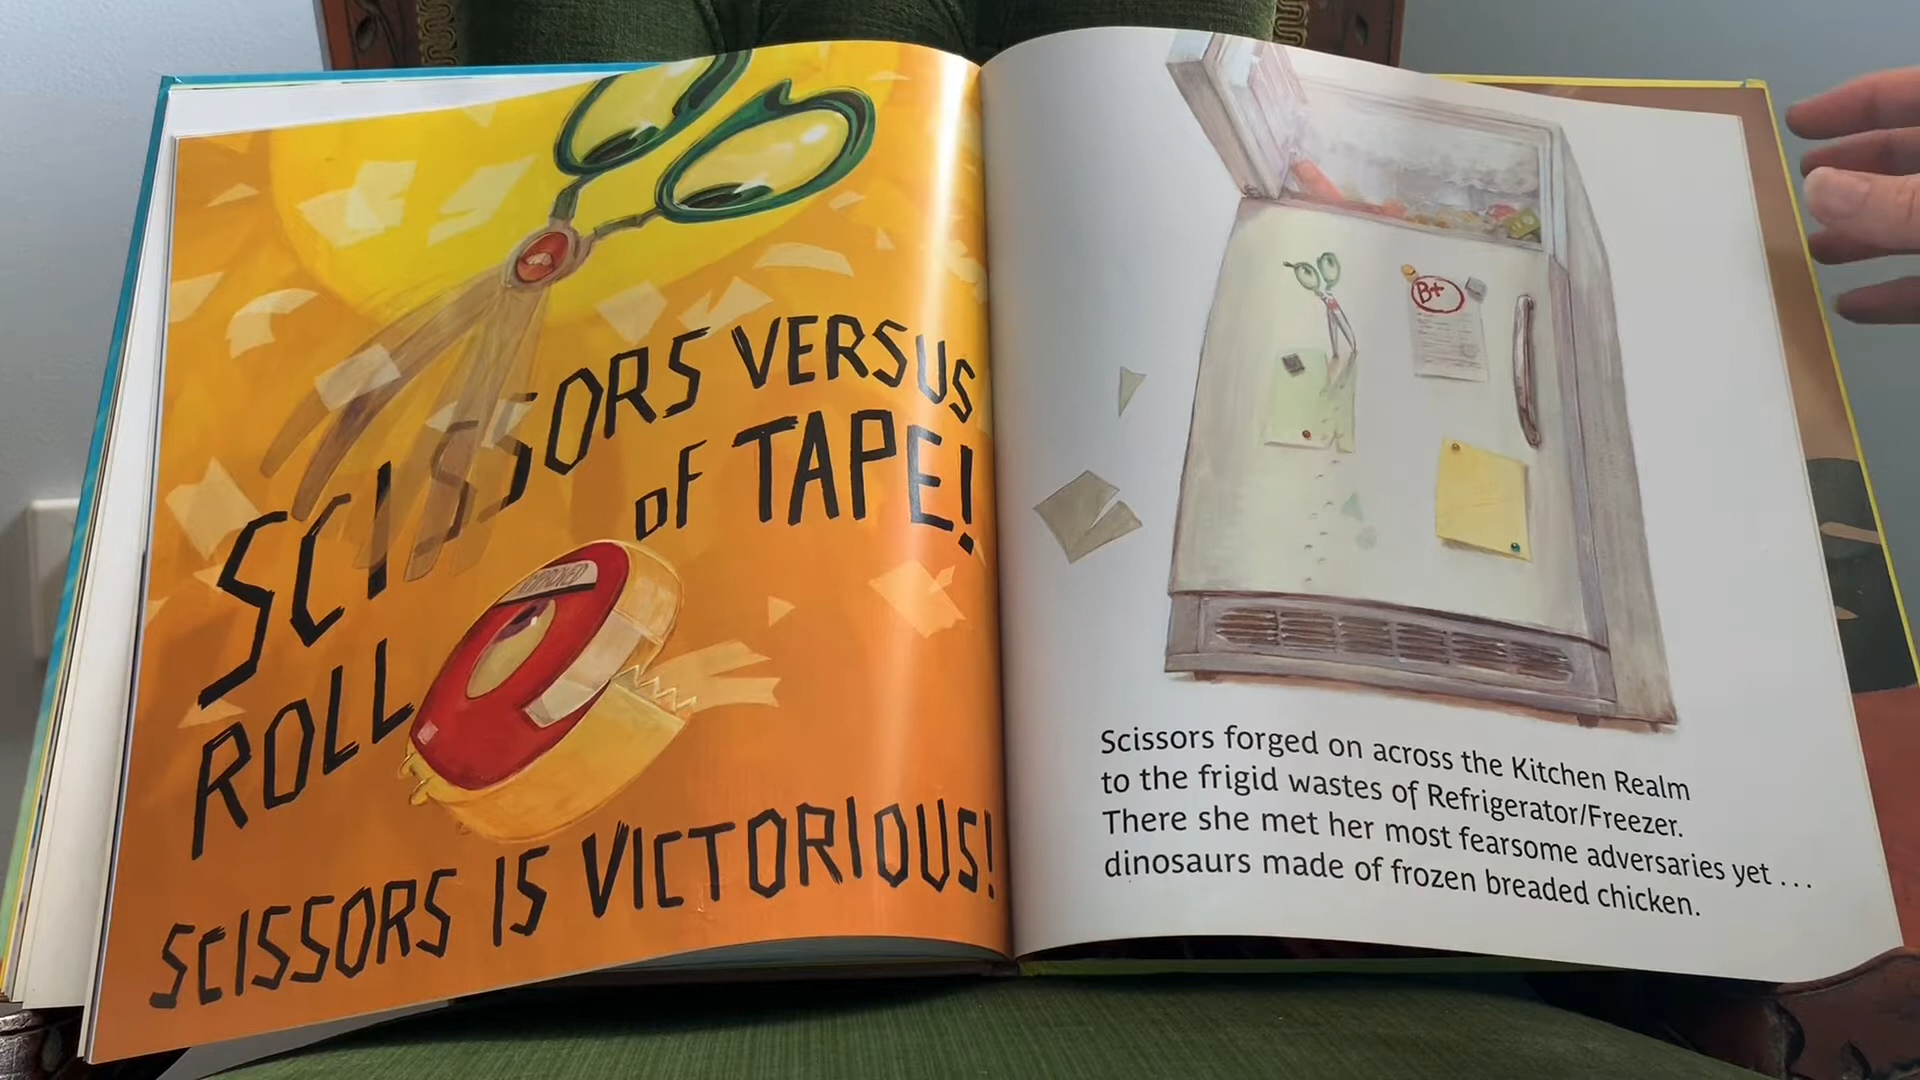 SCISSORS VERSUS
ROLL of TAPE!
SCISSORS IS VICTORIOUS!
B+
Scissors forged on across the Kitchen Realm
to the frigid wastes of Refrigerator/Freezer.
There she met her most fearsome adversaries yet . . .
dinosaurs made of frozen breaded chicken.